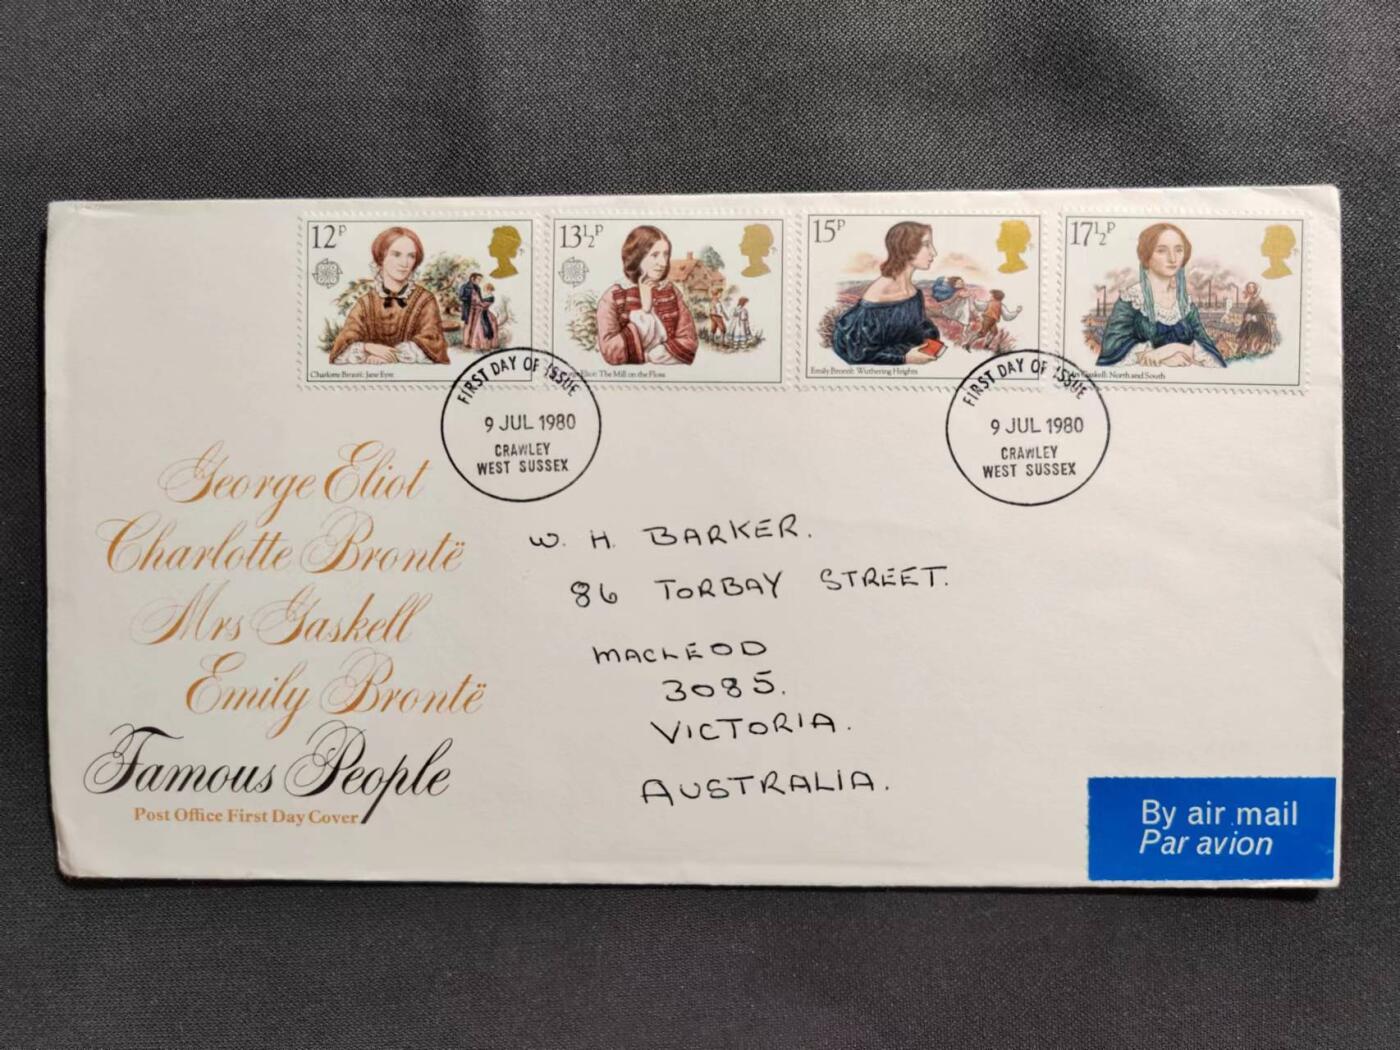 12P
13½P
15P
17½P
Charlotte Brontë: Jane Eyre
Eliot: The Mill on the Floss
Emily Brontë: Wuthering Heights
Gaskell: North and South
FIRST DAY OF ISSUE
9 JUL 1980
CRAWLEY
WEST SUSSEX
FIRST DAY OF ISSUE
9 JUL 1980
CRAWLEY
WEST SUSSEX
George Eliot
Charlotte Brontë
Mrs Gaskell
Emily Brontë
Famous People
Post Office First Day Cover
W. H. BARKER.
86 TORBAY STREET.
MACLEOD
3085.
VICTORIA.
AUSTRALIA.
By air mail
Par avion